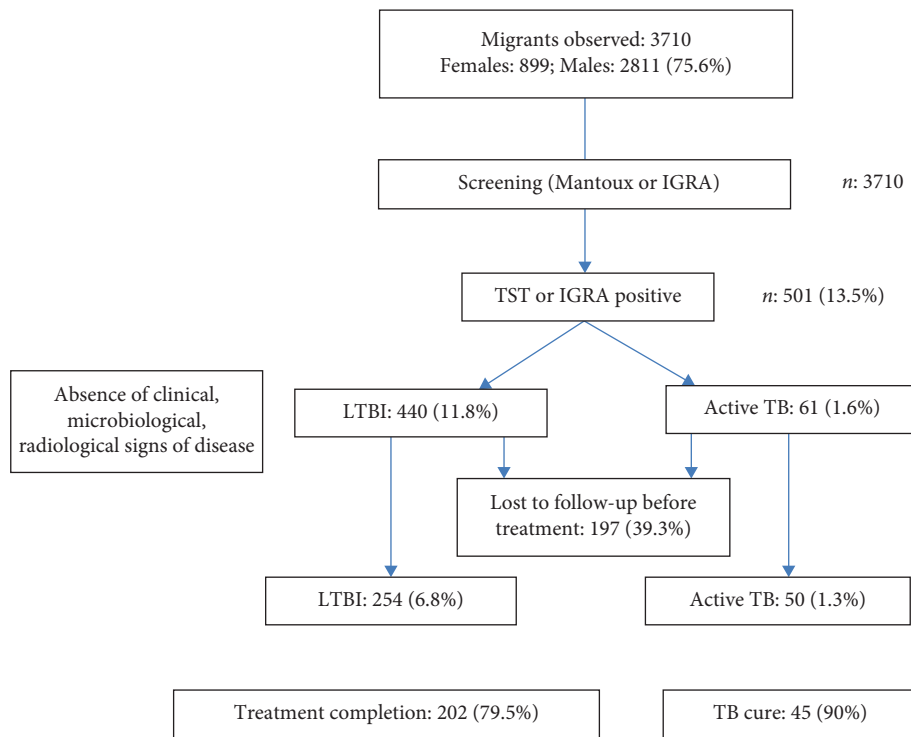 Migrants observed: 3710
Females: 899; Males: 2811 (75.6%)
Screening (Mantoux or IGRA)
n: 3710
TST or IGRA positive
n: 501 (13.5%)
Absence of clinical,
microbiological,
radiological signs of disease
LTBI: 440 (11.8%)
Active TB: 61 (1.6%)
Lost to follow-up before
treatment: 197 (39.3%)
LTBI: 254 (6.8%)
Active TB: 50 (1.3%)
Treatment completion: 202 (79.5%)
TB cure: 45 (90%)